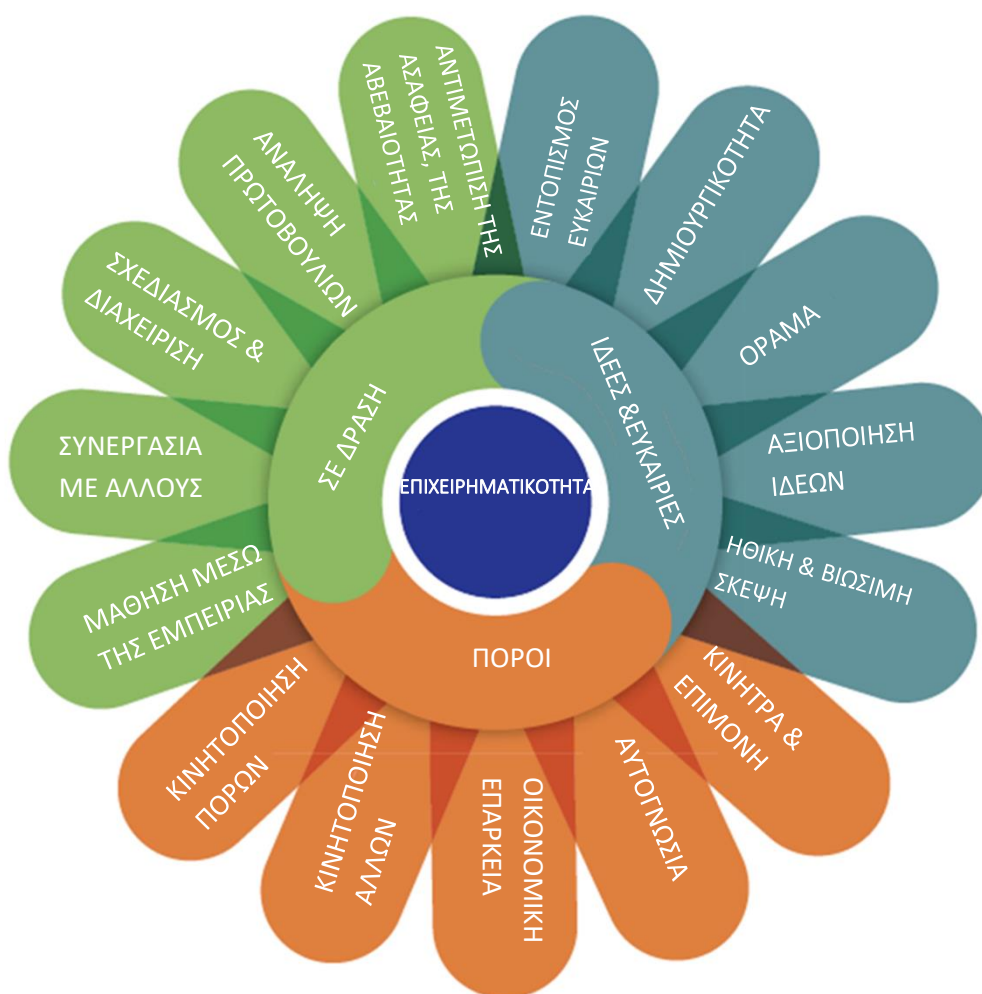 ΕΠΙΧΕΙΡΗΜΑΤΙΚΟΤΗΤΑ
ΙΔΕΕΣ &ΕΥΚΑΙΡΙΕΣ
ΠΟΡΟΙ
ΣΕ ΔΡΑΣΗ
ΕΝΤΟΠΙΣΜΟΣ
ΕΥΚΑΙΡΙΩΝ
ΔΗΜΙΟΥΡΓΙΚΟΤΗΤΑ
ΟΡΑΜΑ
ΑΞΙΟΠΟΙΗΣΗ
ΙΔΕΩΝ
ΗΘΙΚΗ & ΒΙΩΣΙΜΗ
ΣΚΕΨΗ
ΚΙΝΗΤΡΑ &
ΕΠΙΜΟΝΗ
ΑΥΤΟΓΝΩΣΙΑ
ΟΙΚΟΝΟΜΙΚΗ
ΕΠΑΡΚΕΙΑ
ΚΙΝΗΤΟΠΟΙΗΣΗ
ΑΛΛΩΝ
ΚΙΝΗΤΟΠΟΙΗΣΗ
ΠΟΡΩΝ
ΜΑΘΗΣΗ ΜΕΣΩ
ΤΗΣ ΕΜΠΕΙΡΙΑΣ
ΣΥΝΕΡΓΑΣΙΑ
ΜΕ ΑΛΛΟΥΣ
ΣΧΕΔΙΑΣΜΟΣ &
ΔΙΑΧΕΙΡΙΣΗ
ΑΝΑΛΗΨΗ
ΠΡΩΤΟΒΟΥΛΙΩΝ
ΑΝΤΙΜΕΤΩΠΙΣΗ ΤΗΣ
ΑΣΑΦΕΙΑΣ, ΤΗΣ
ΑΒΕΒΑΙΟΤΗΤΑΣ